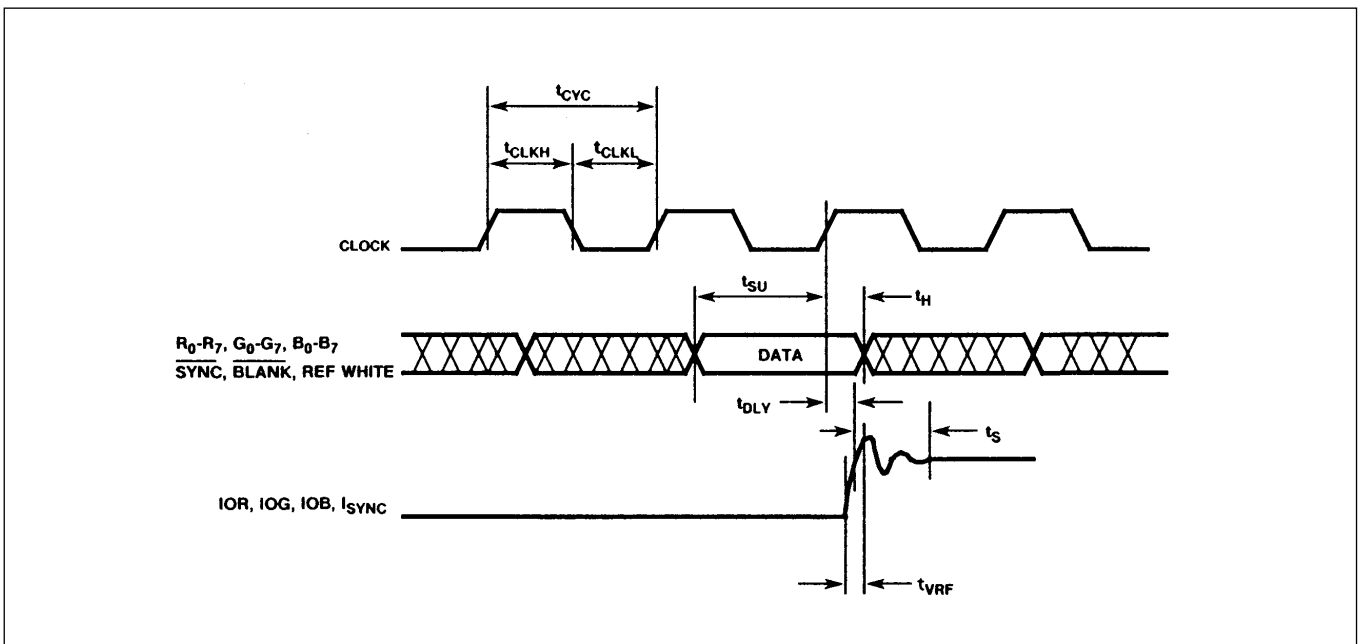 tCYC
tCLKH tCLKL
CLOCK
tSU tH
R0-R7, G0-G7, B0-B7
SYNC, BLANK, REF WHITE
DATA
tDLY
tS
IOR, IOG, IOB, ISYNC
tVRF